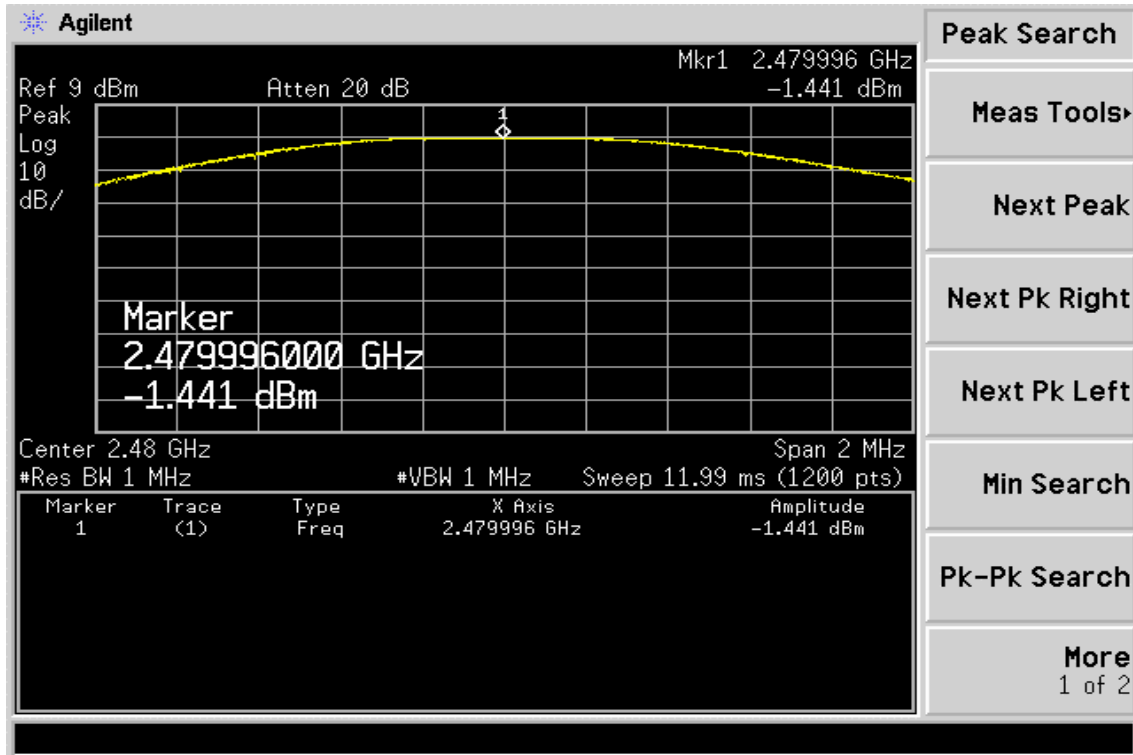 Agilent
Peak Search
Mkr1 2.479996 GHz
Ref 9 dBm Atten 20 dB -1.441 dBm
Peak
Log
10
dB/
1
Marker
2.479996000 GHz
-1.441 dBm
Center 2.48 GHz Span 2 MHz
#Res BW 1 MHz #VBW 1 MHz Sweep 11.99 ms (1200 pts)
Marker Trace Type X Axis Amplitude
1 (1) Freq 2.479996 GHz -1.441 dBm
Meas Tools▸
Next Peak
Next Pk Right
Next Pk Left
Min Search
Pk-Pk Search
More
1 of 2